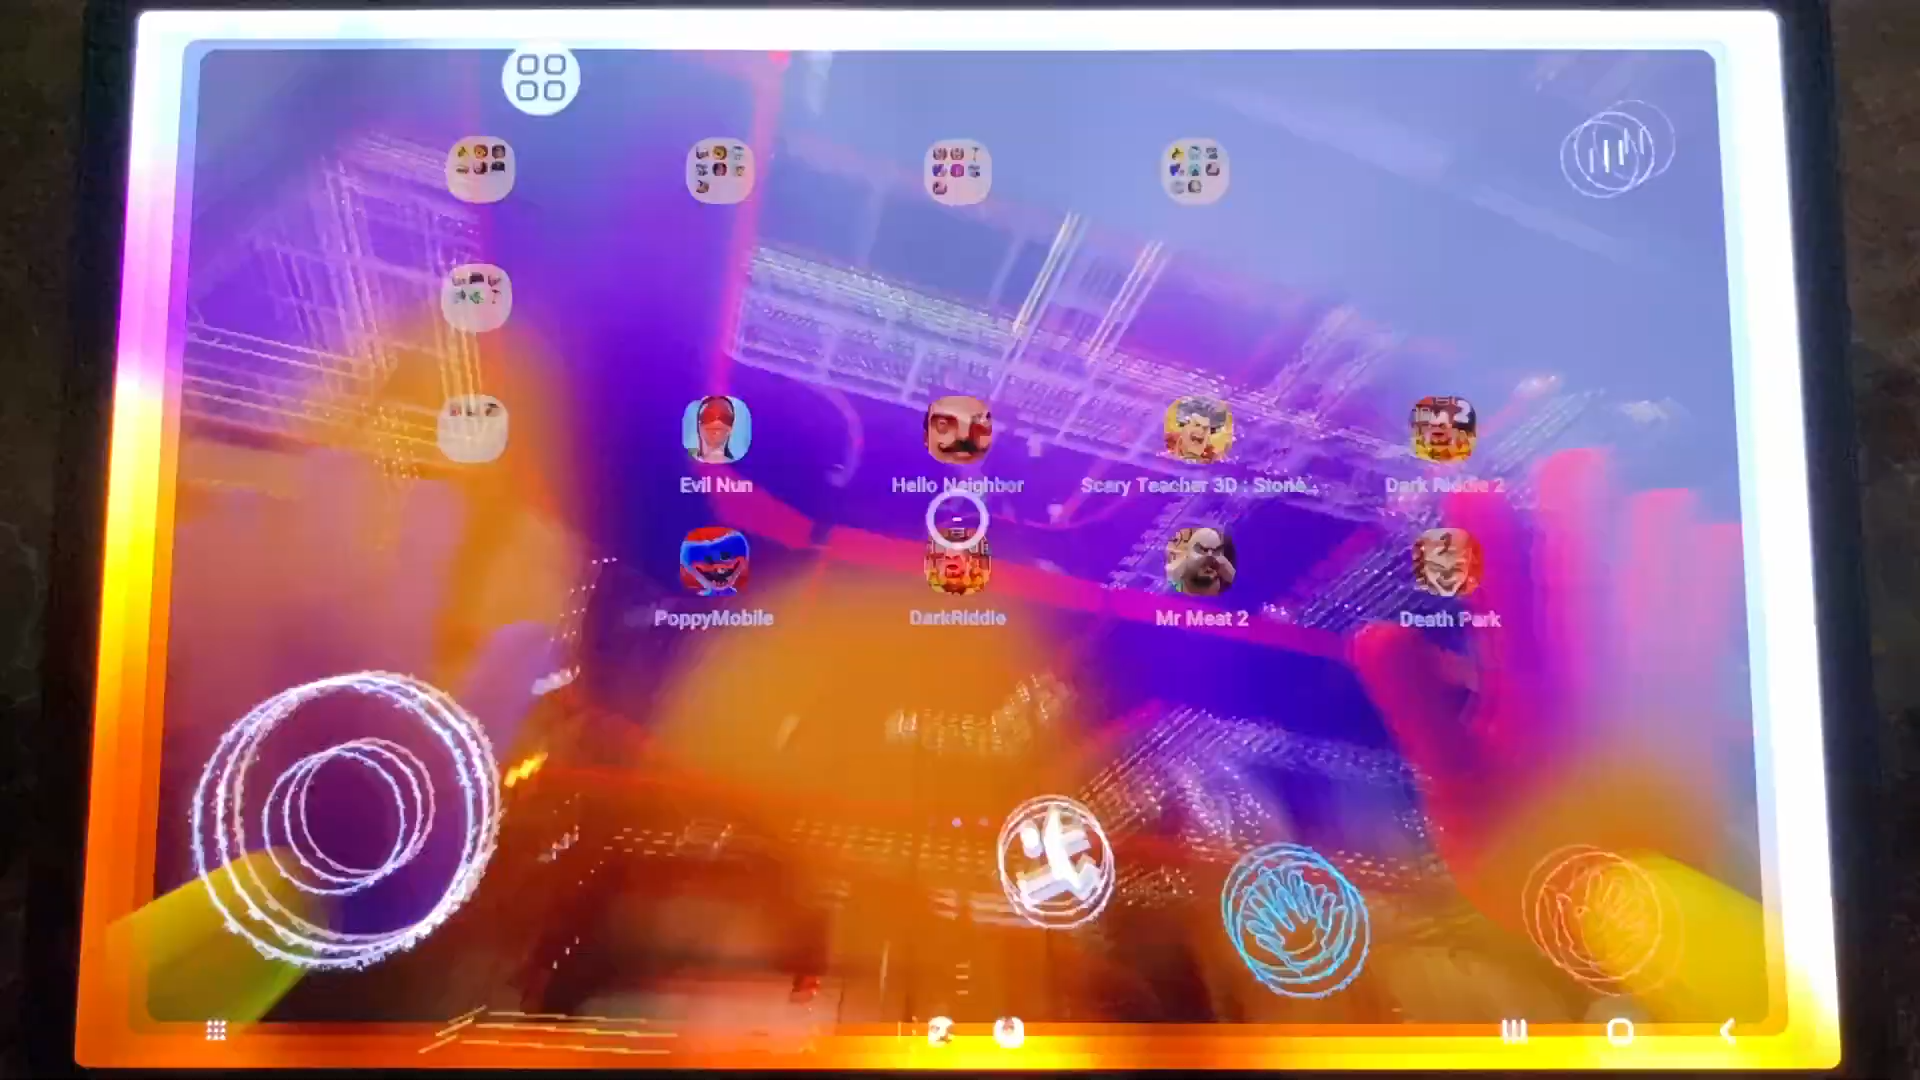 Evil Nun
Hello Neighbor
Scary Teacher 3D : Stone..
Dark Riddle 2
PoppyMobile
DarkRiddle
Mr Meat 2
Death Park